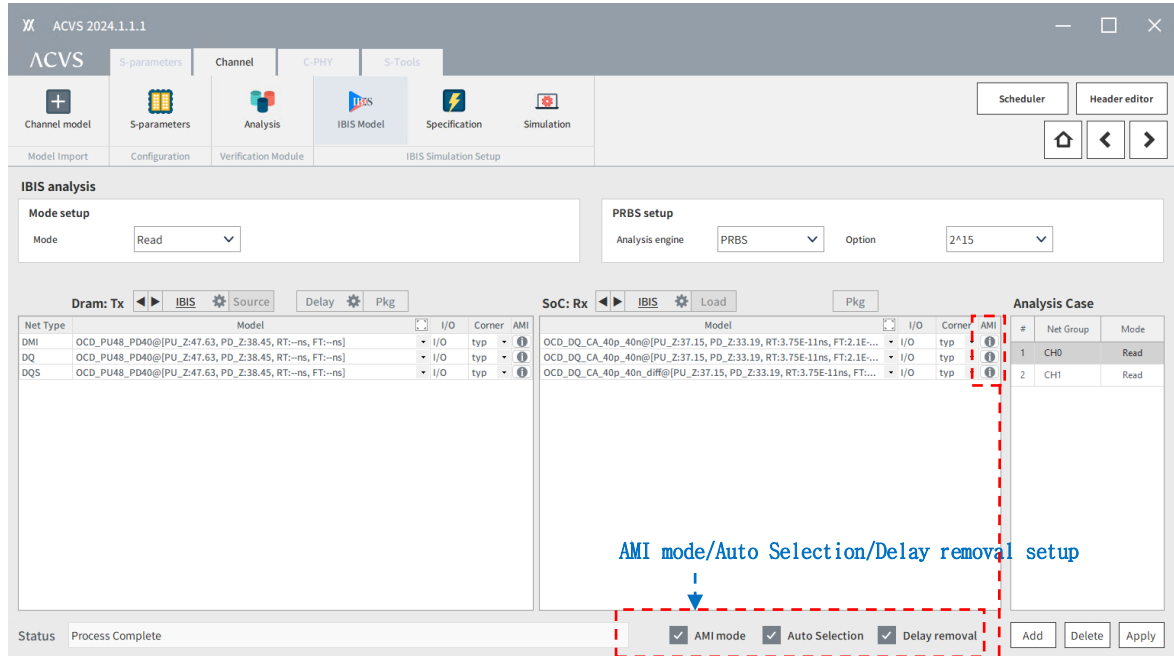 ACVS 2024.1.1.1
ACVS
S-parameters
Channel
C-PHY
S-Tools
Channel model
S-parameters
Analysis
IBIS
IBIS Model
Specification
Simulation
Scheduler
Header editor
Model Import
Configuration
Verification Module
IBIS Simulation Setup
IBIS analysis
Mode setup
Mode
Read
PRBS setup
Analysis engine
PRBS
Option
2^15
Dram: Tx
IBIS
Source
Delay
Pkg
Net Type
Model
I/O
Corner
AMI
DMI
OCD_PU48_PD40@[PU_Z:47.63, PD_Z:38.45, RT:--ns, FT:--ns]
I/O
typ
DQ
OCD_PU48_PD40@[PU_Z:47.63, PD_Z:38.45, RT:--ns, FT:--ns]
I/O
typ
DQS
OCD_PU48_PD40@[PU_Z:47.63, PD_Z:38.45, RT:--ns, FT:--ns]
I/O
typ
SoC: Rx
IBIS
Load
Pkg
Model
I/O
Corner
AMI
OCD_DQ_CA_40p_40n@[PU_Z:37.15, PD_Z:33.19, RT:3.75E-11ns, FT:2.1E-...
I/O
typ
OCD_DQ_CA_40p_40n@[PU_Z:37.15, PD_Z:33.19, RT:3.75E-11ns, FT:2.1E-...
I/O
typ
OCD_DQ_CA_40p_40n_diff@[PU_Z:37.15, PD_Z:33.19, RT:3.75E-11ns, FT:...
I/O
typ
Analysis Case
#
Net Group
Mode
1
CH0
Read
2
CH1
Read
AMI mode/Auto Selection/Delay removal setup
Status
Process Complete
AMI mode
Auto Selection
Delay removal
Add
Delete
Apply